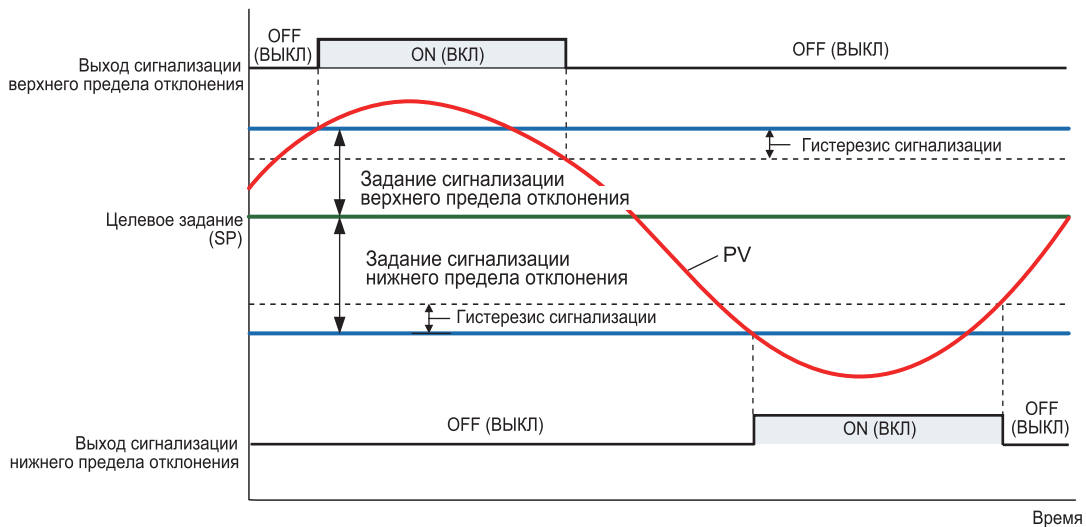 OFF
(ВЫКЛ)
ON (ВКЛ)
OFF (ВЫКЛ)
Выход сигнализации
верхнего предела отклонения
Гистерезис сигнализации
Задание сигнализации
верхнего предела отклонения
Целевое задание
(SP)
Задание сигнализации
нижнего предела отклонения
PV
Гистерезис сигнализации
OFF (ВЫКЛ)
ON (ВКЛ)
OFF
(ВЫКЛ)
Выход сигнализации
нижнего предела отклонения
Время